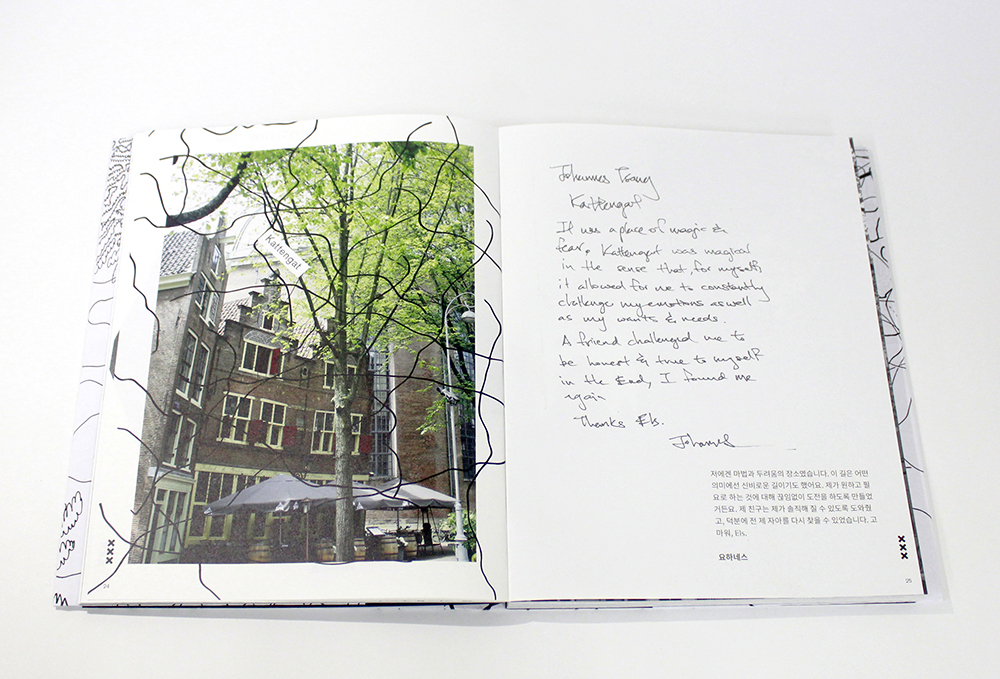 Kattengat
XXX
24
Johannes
Kattengat
It was a place of magic &
fear. Kattengat was magical
in the sense that for myself,
it allowed for me to constantly
challenge my emotions as well
as my wants & needs.
A friend challenged me to
be honest & true to myself
in the End, I found me
again
Thanks Els.
Johannes
저에겐 마법과 두려움의 장소였습니다. 이 길은 어떤
의미에선 신비로운 길이기도 했어요. 제가 원하고 필
요로 하는 것에 대해 끊임없이 도전을 하도록 만들었
거든요. 제 친구는 제가 솔직해 질 수 있도록 도와줬
고, 덕분에 전 제 자아를 다시 찾을 수 있었습니다. 고
마워, Els.
요하네스
XXX
25